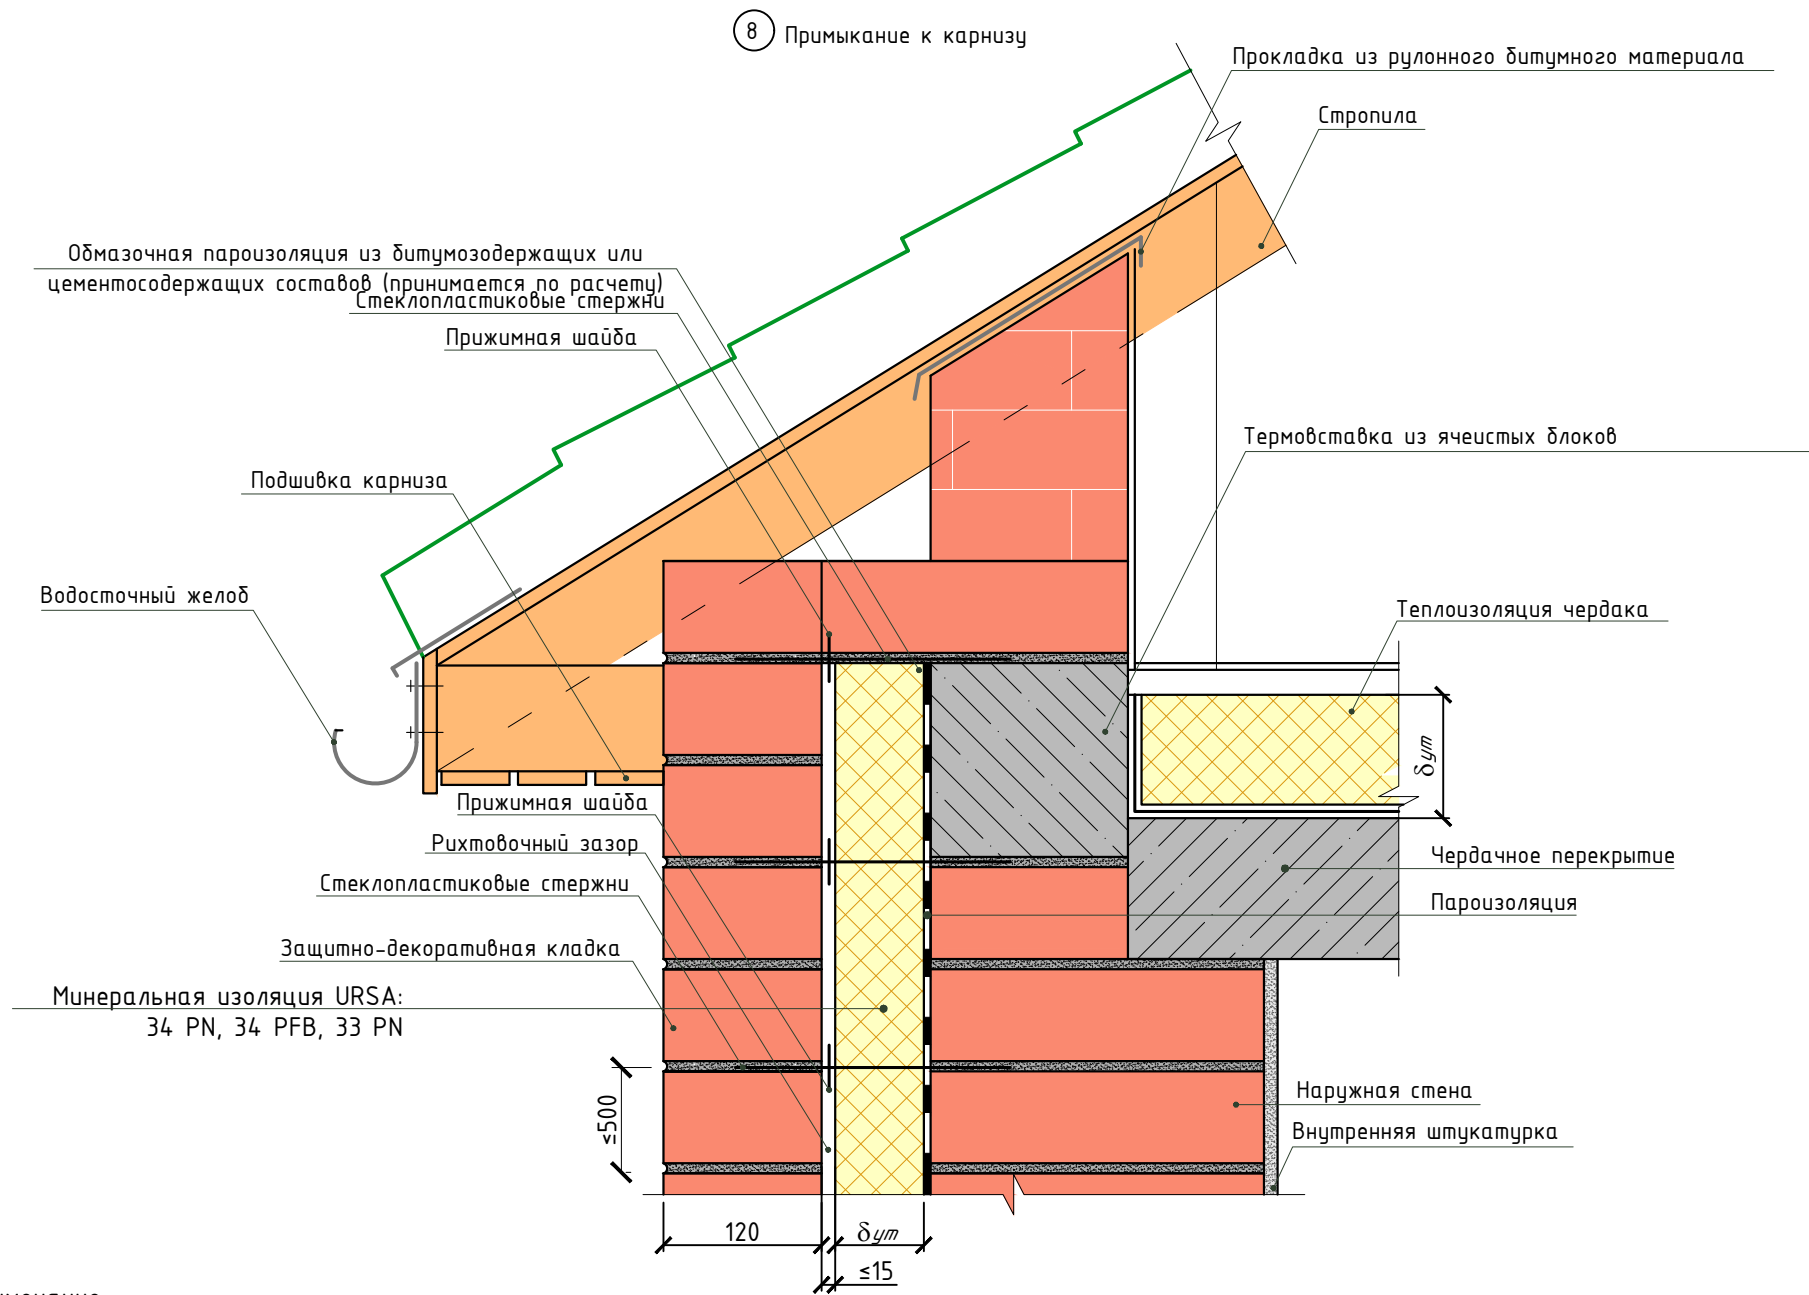 8 Примыкание к карнизу
Прокладка из рулонного битумного материала
Стропила
Обмазочная пароизоляция из битумозодержащих или
цементосодержащих составов (принимается по расчету)
Стеклопластиковые стержни
Прижимная шайба
Термовставка из ячеистых блоков
Подшивка карниза
Водосточный желоб
Теплоизоляция чердака
δут
Прижимная шайба
Рихтовочный зазор
Чердачное перекрытие
Стеклопластиковые стержни
Пароизоляция
Защитно-декоративная кладка
Минеральная изоляция URSA:
34 PN, 34 PFB, 33 PN
≤500
Наружная стена
Внутренняя штукатурка
120
δут
≤15